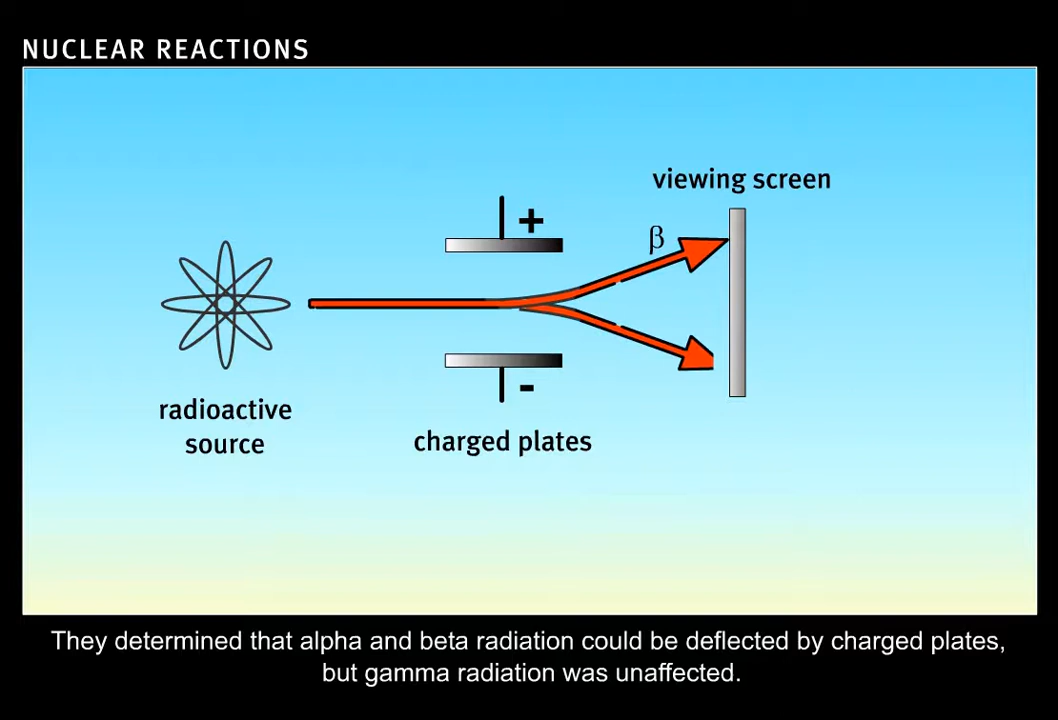 NUCLEAR REACTIONS
viewing screen
+
β
radioactive
source
-
charged plates
They determined that alpha and beta radiation could be deflected by charged plates,
but gamma radiation was unaffected.